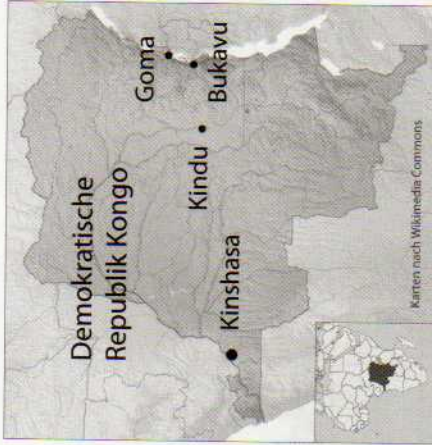 Demokratische
Republik Kongo
Goma
Bukavu
Kindu
Kinshasa
Karten nach Wikimedia Commons